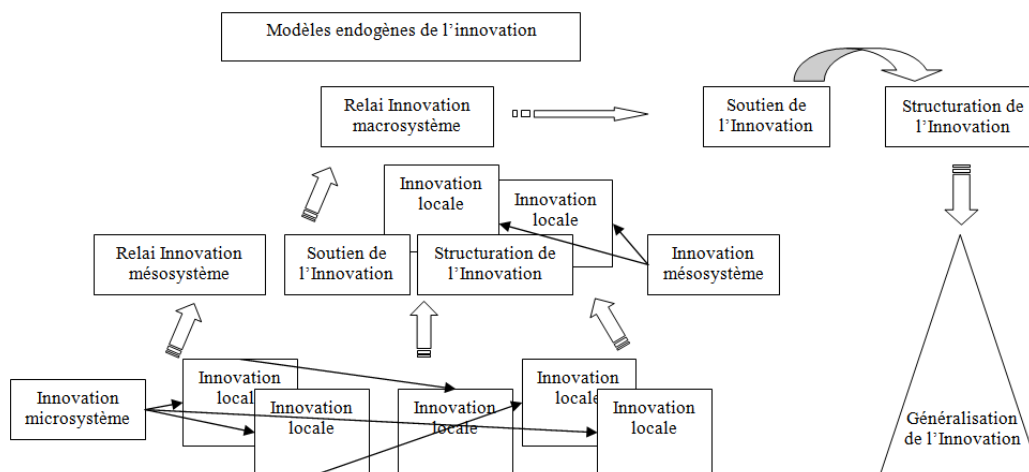 Modèles endogènes de l’innovation
Relai Innovation
macrosystème
Soutien de
l’Innovation
Structuration de
l’Innovation
Innovation
locale
Innovation
locale
Relai Innovation
mésosystème
Soutien de
l’Innovation
Structuration de
l’Innovation
Innovation
mésosystème
Innovation
microsystème
Innovation
locale
Innovation
locale
Innovation
locale
Innovation
locale
Innovation
locale
Généralisation
de l’Innovation